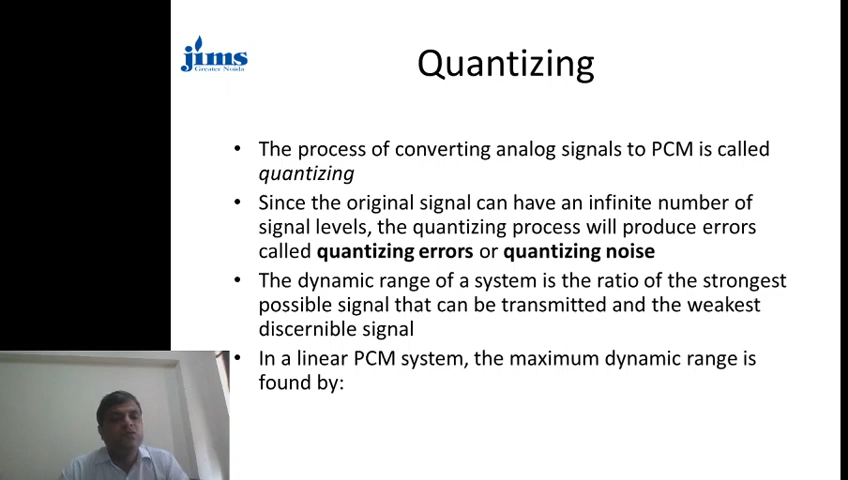 jims
Greater Noida
Quantizing
• The process of converting analog signals to PCM is called
quantizing
• Since the original signal can have an infinite number of
signal levels, the quantizing process will produce errors
called quantizing errors or quantizing noise
• The dynamic range of a system is the ratio of the strongest
possible signal that can be transmitted and the weakest
discernible signal
• In a linear PCM system, the maximum dynamic range is
found by: